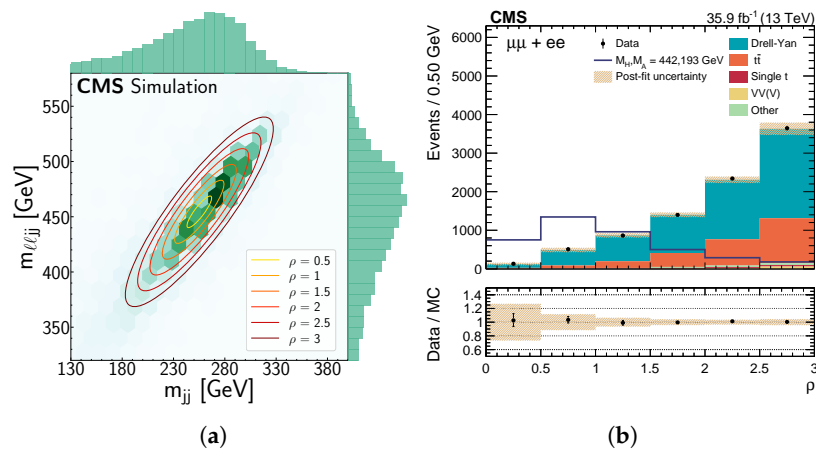 CMS Simulation
550
500
450
400
350
m_ℓℓjj [GeV]
ρ = 0.5
ρ = 1
ρ = 1.5
ρ = 2
ρ = 2.5
ρ = 3
130 180 230 280 330 380 400
m_jj [GeV]
(a)
CMS 35.9 fb⁻¹ (13 TeV)
μμ + ee
Data
M_H,M_A = 442,193 GeV
Post-fit uncertainty
Drell-Yan
tt̄
Single t
VV(V)
Other
Events / 0.50 GeV
6000
5000
4000
3000
2000
1000
0
Data / MC
1.4
1.2
1
0.8
0.6
0 0.5 1 1.5 2 2.5 3
ρ
(b)